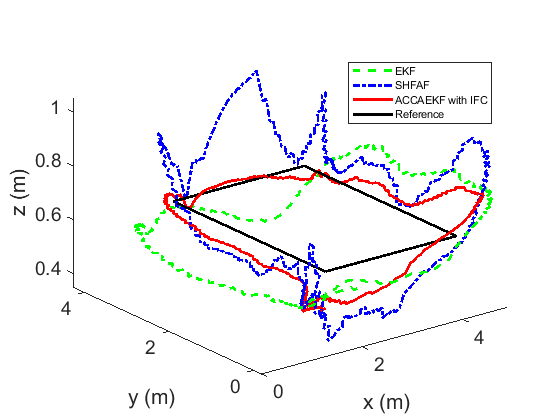 EKF
SHFAF
ACCAEKF with IFC
Reference
1
0.8
0.6
0.4
z (m)
4
2
0
y (m)
0
2
4
x (m)